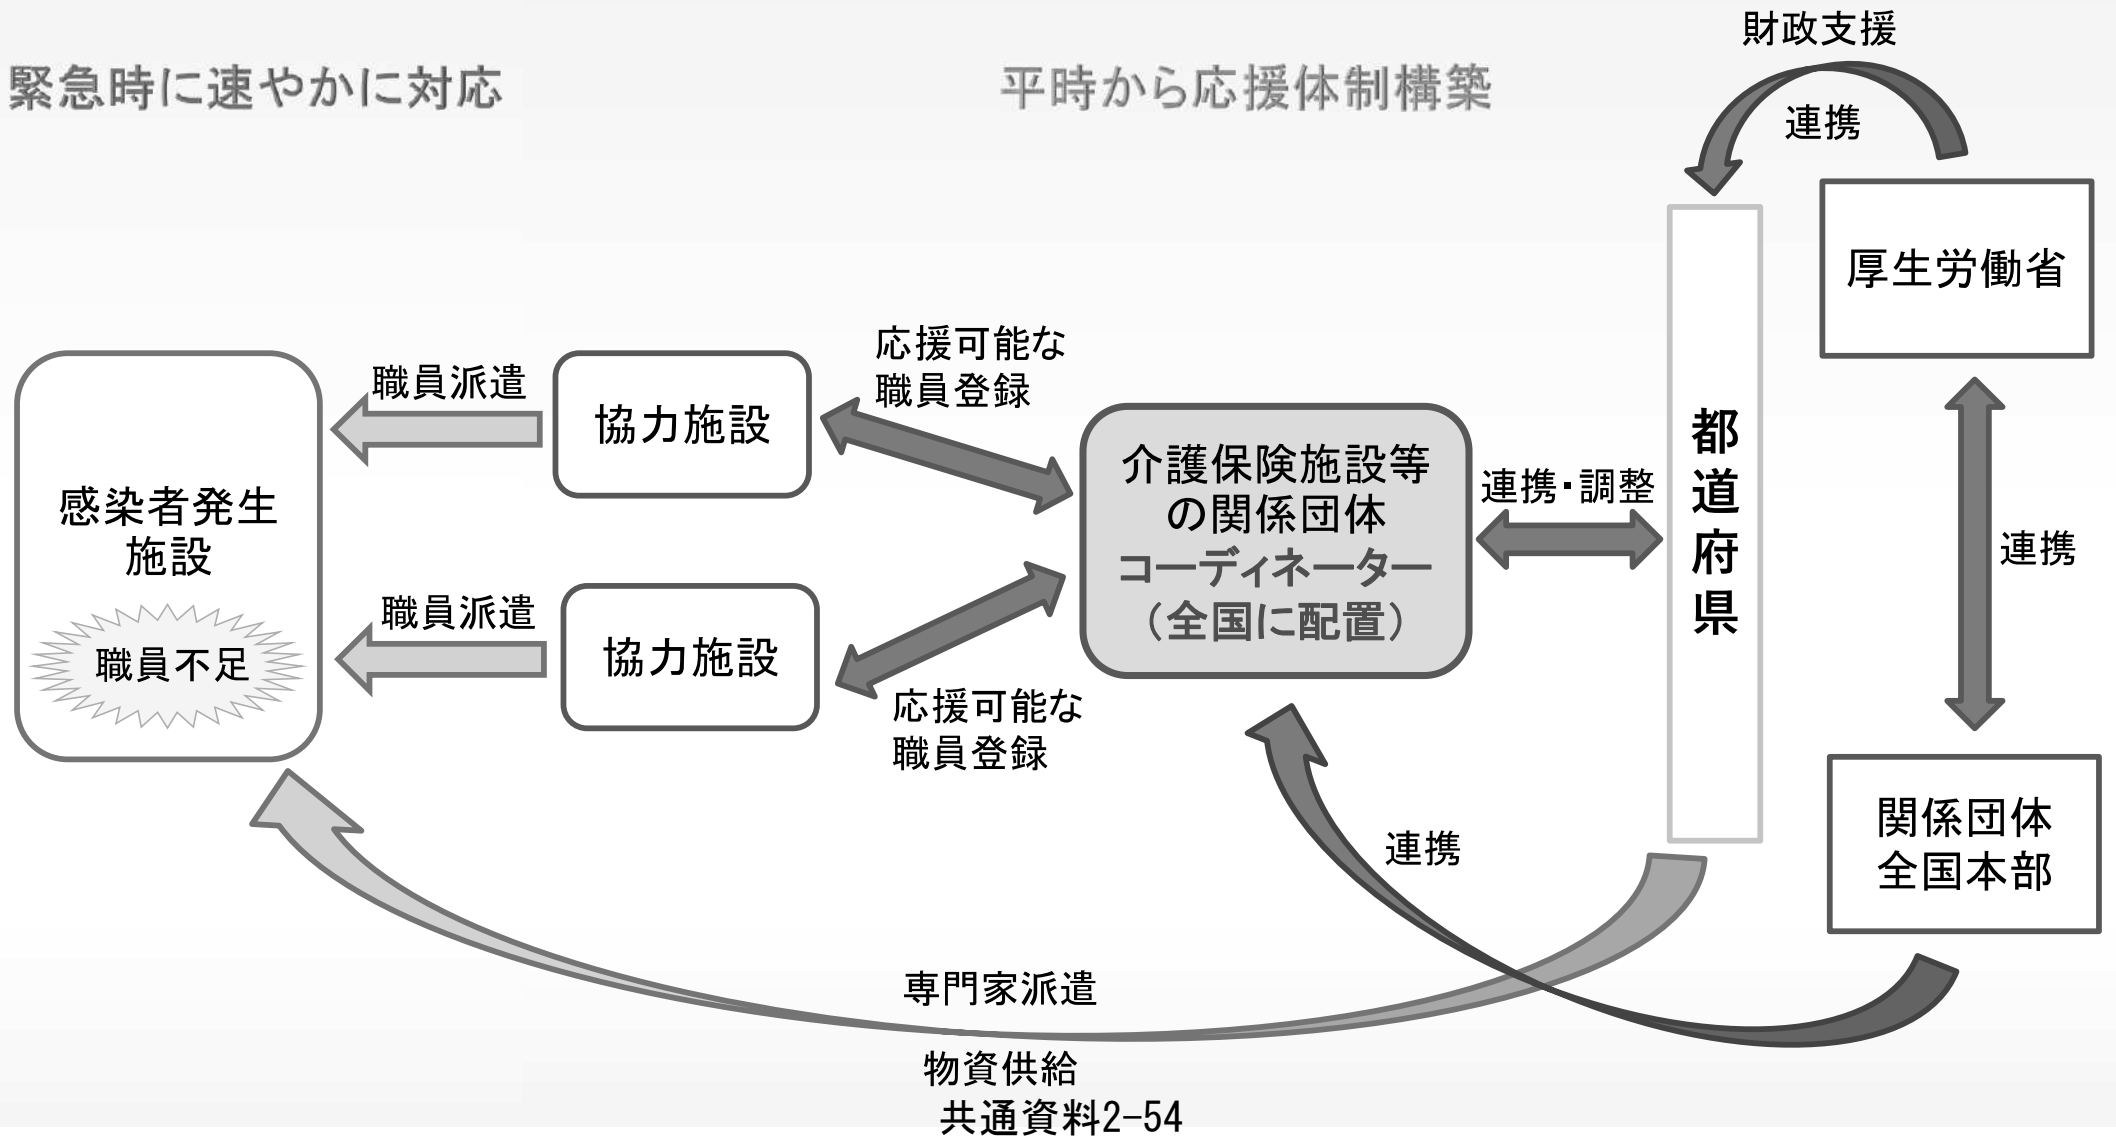 財政支援
緊急時に速やかに対応
平時から応援体制構築
連携
厚生労働省
応援可能な
職員登録
職員派遣
協力施設
感染者発生
施設
職員不足
職員派遣
協力施設
応援可能な
職員登録
介護保険施設等
の関係団体
コーディネーター
（全国に配置）
連携・調整
都道府県
連携
関係団体
全国本部
連携
専門家派遣
物資供給
共通資料2-54